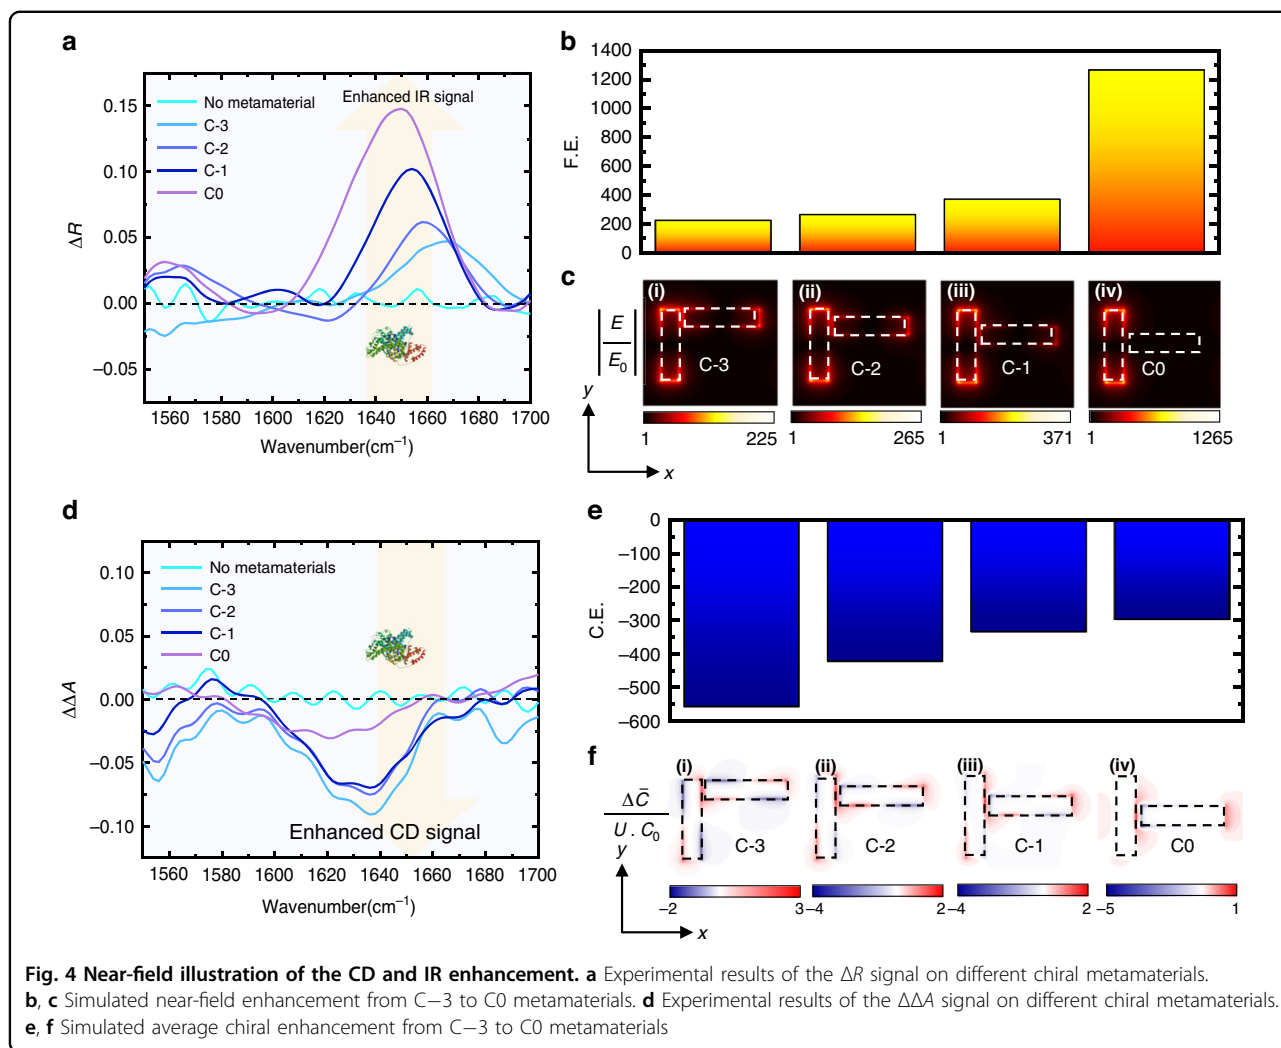 a
Enhanced IR signal
No metamaterial
C-3
C-2
C-1
C0
0.15
0.10
0.05
0.00
−0.05
ΔR
1560 1580 1600 1620 1640 1660 1680 1700
Wavenumber(cm⁻¹)
b
1400
1200
1000
800
600
400
200
0
F.E.
c
|E/E₀|
(i) (ii) (iii) (iv)
C-3 C-2 C-1 C0
1 225 1 265 1 371 1 1265
y
x
d
No metamaterials
C-3
C-2
C-1
C0
0.10
0.05
0.00
−0.05
−0.10
ΔΔA
Enhanced CD signal
1560 1580 1600 1620 1640 1660 1680 1700
Wavenumber(cm⁻¹)
e
0
−100
−200
−300
−400
−500
−600
C.E.
f
ΔC̅ / U . C₀
(i) (ii) (iii) (iv)
C-3 C-2 C-1 C0
−2 3 −4 2 −4 2 −5 1
y
x
Fig. 4 Near-field illustration of the CD and IR enhancement. a Experimental results of the ΔR signal on different chiral metamaterials.
b, c Simulated near-field enhancement from C−3 to C0 metamaterials. d Experimental results of the ΔΔA signal on different chiral metamaterials.
e, f Simulated average chiral enhancement from C−3 to C0 metamaterials